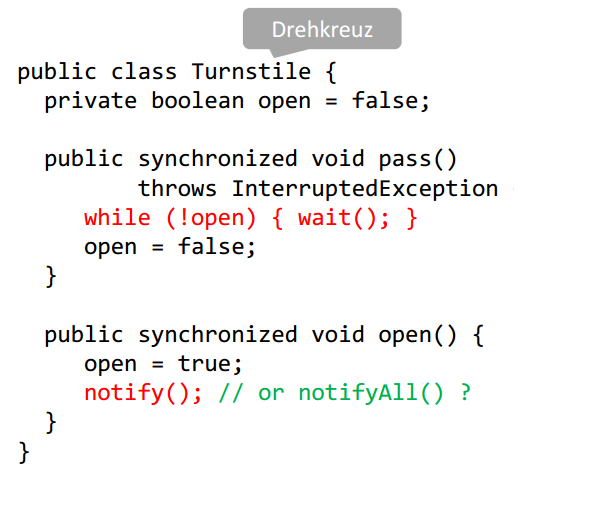 Drehkreuz
public class Turnstile {
private boolean open = false;
public synchronized void pass()
throws InterruptedException
while (!open) { wait(); }
open = false;
}
public synchronized void open() {
open = true;
notify(); // or notifyAll() ?
}
}